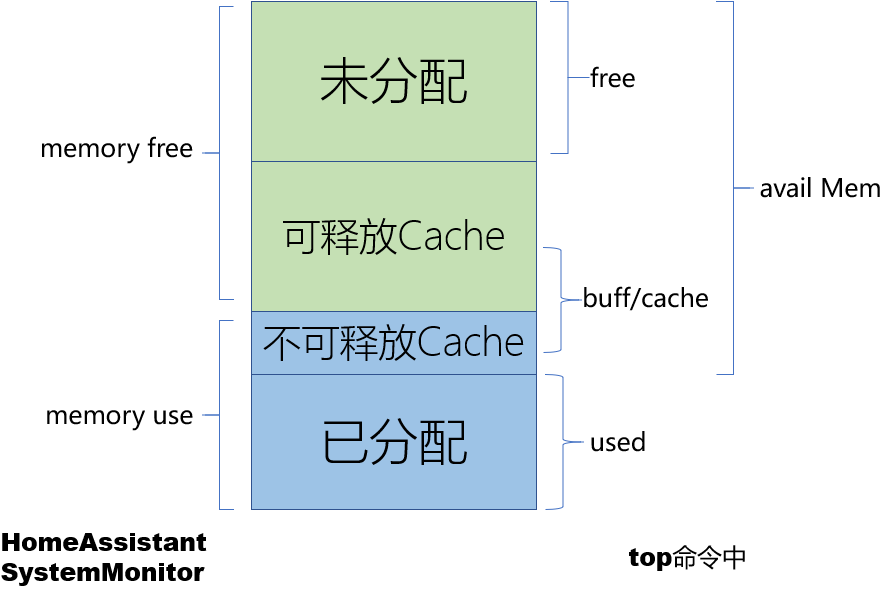 未分配
free
memory free
avail Mem
可释放Cache
buff/cache
不可释放Cache
memory use
已分配
used
HomeAssistant
SystemMonitor
top命令中